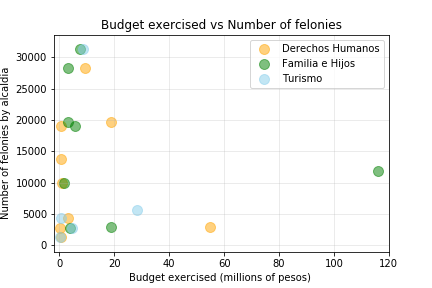 Budget exercised vs Number of felonies
Derechos Humanos
Familia e Hijos
Turismo
Number of felonies by alcaldia
30000
25000
20000
15000
10000
5000
0
0 20 40 60 80 100 120
Budget exercised (millions of pesos)